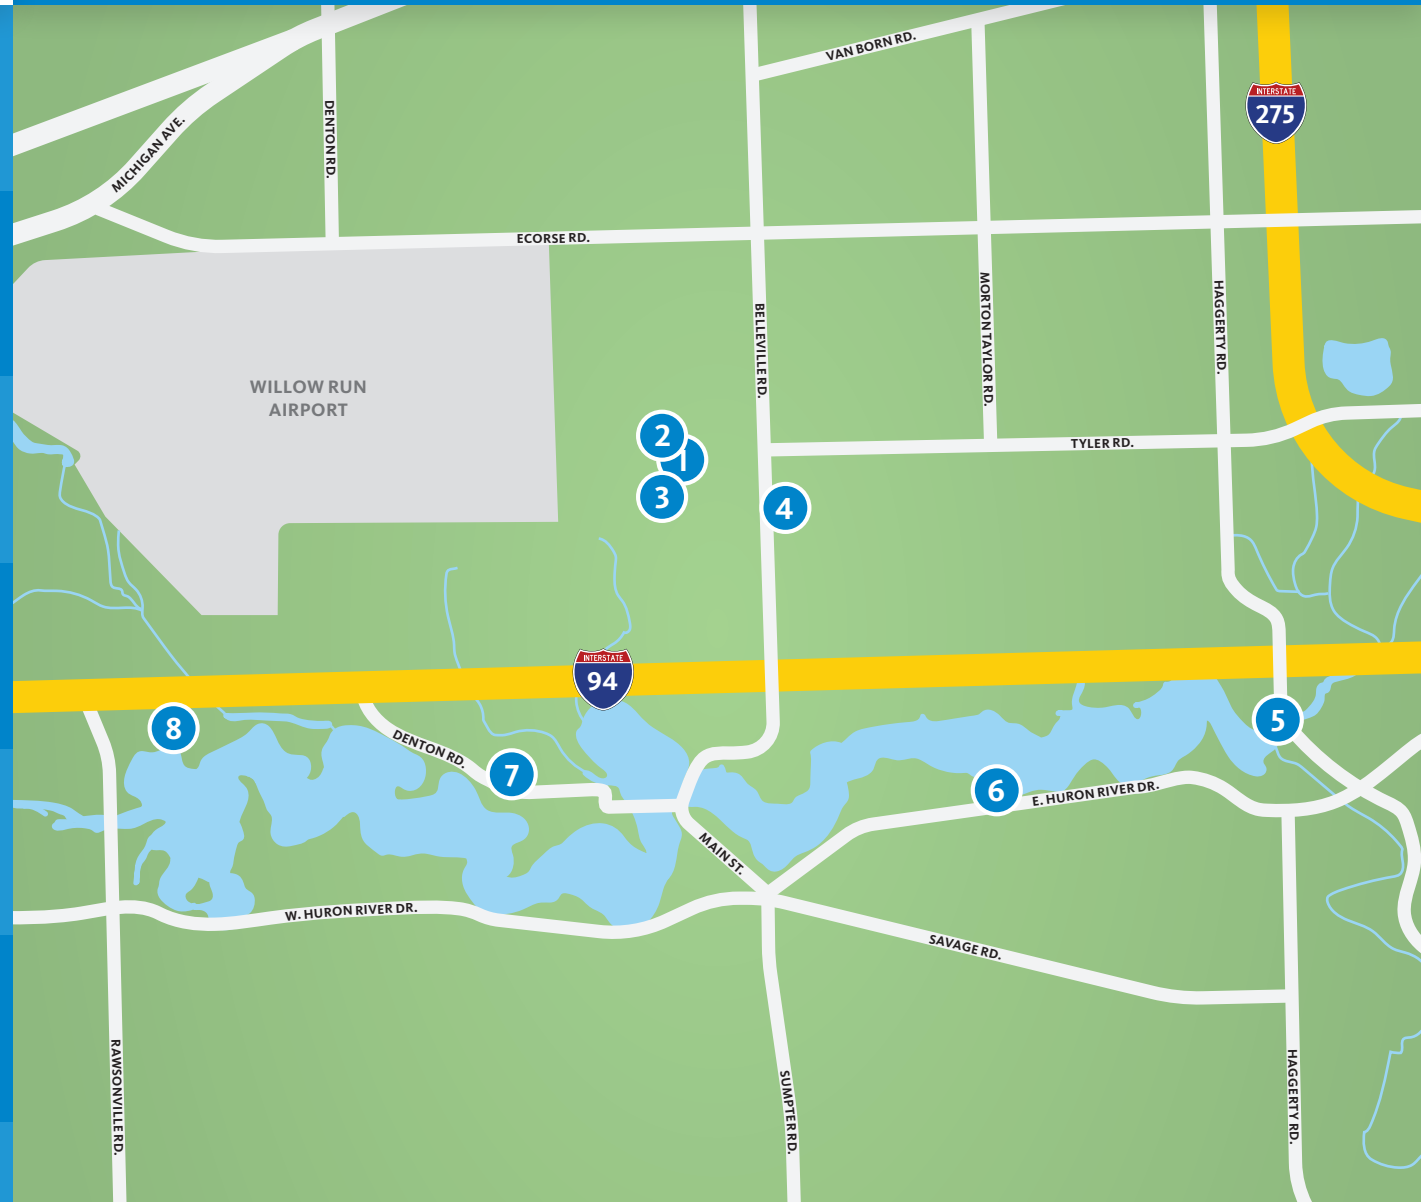 VAN BORN RD.
INTERSTATE
275
DENTON RD.
MICHIGAN AVE.
ECORSE RD.
BELLEVILLE RD.
MORTON TAYLOR RD.
HAGGERTY RD.
WILLOW RUN
AIRPORT
2
1
3
4
TYLER RD.
INTERSTATE
94
8
DENTON RD.
7
5
6
E. HURON RIVER DR.
MAIN ST.
W. HURON RIVER DR.
SAVAGE RD.
RAWSONVILLE RD.
SUMPTER RD.
HAGGERTY RD.